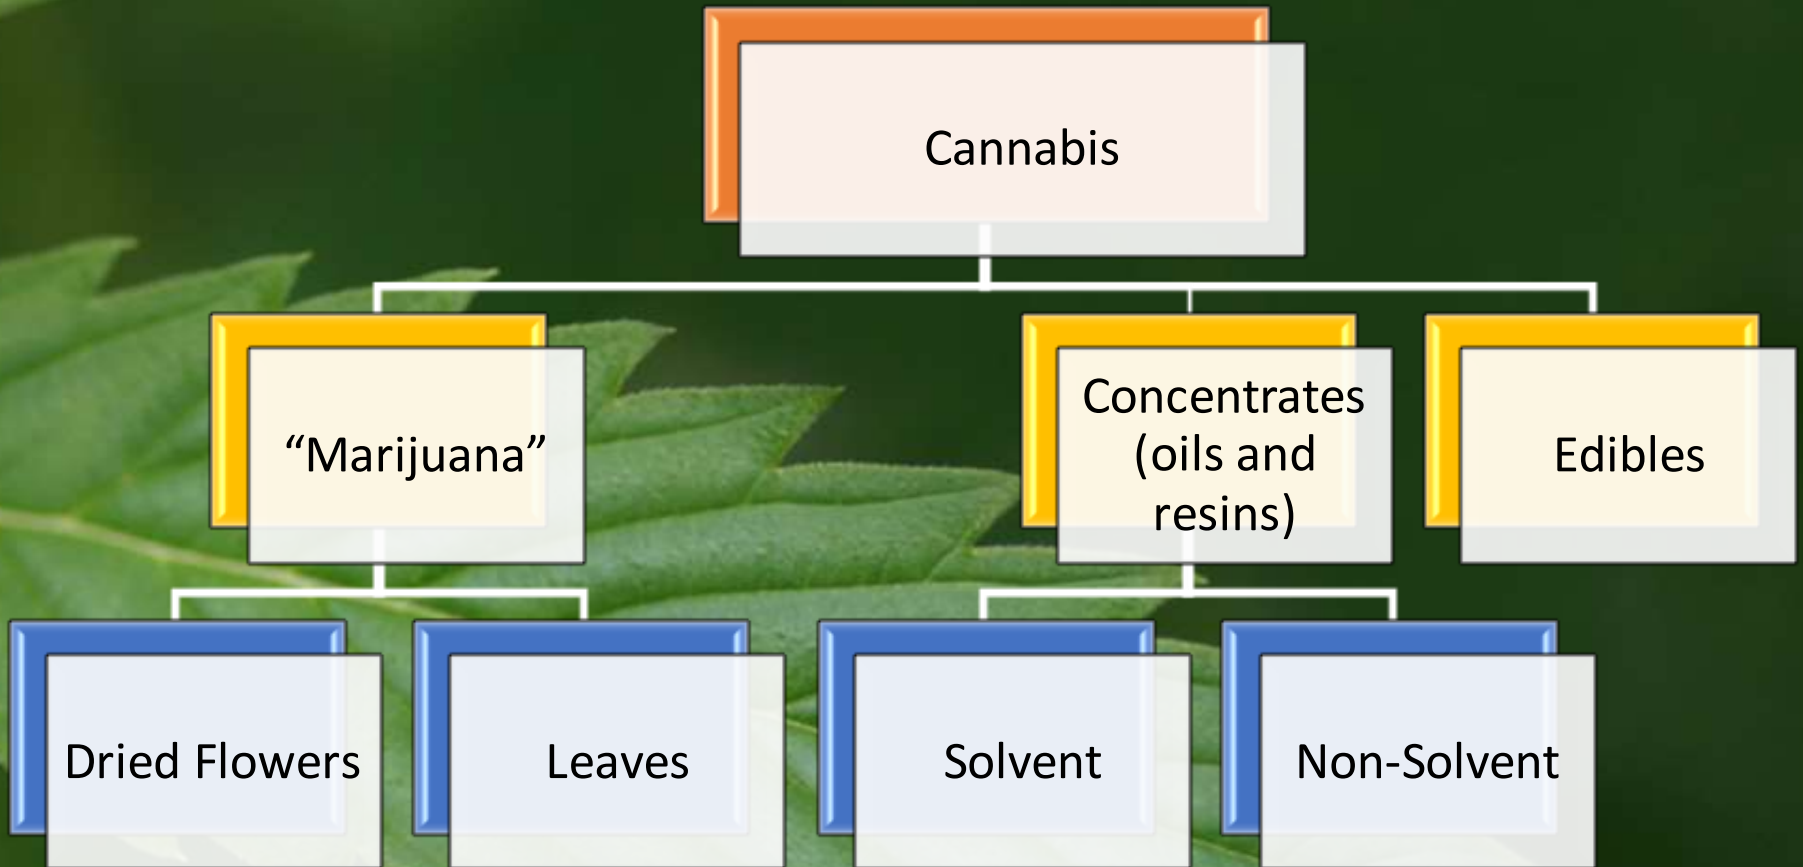 Cannabis
“Marijuana”
Concentrates
(oils and
resins)
Edibles
Dried Flowers
Leaves
Solvent
Non-Solvent